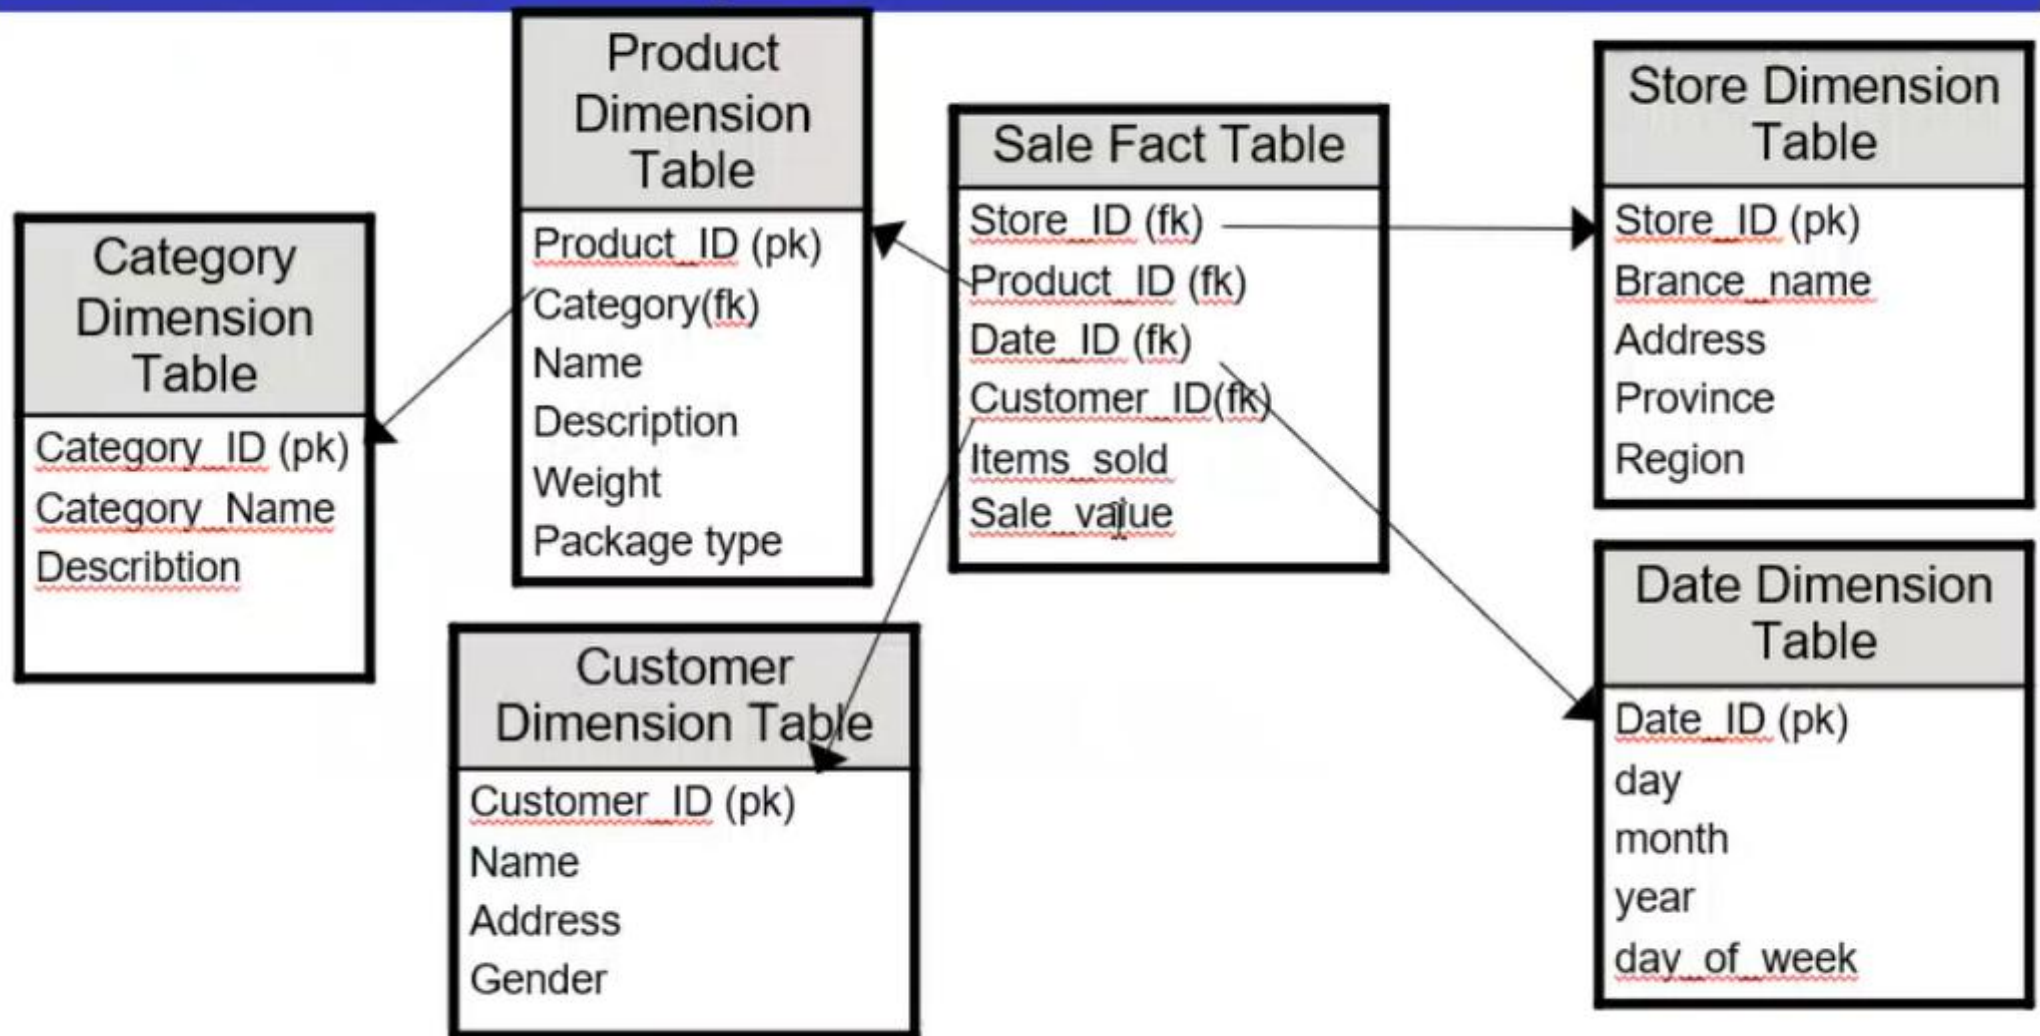 Category
Dimension
Table
Category_ID (pk)
Category_Name
Describtion
Product
Dimension
Table
Product_ID (pk)
Category(fk)
Name
Description
Weight
Package type
Customer
Dimension Table
Customer_ID (pk)
Name
Address
Gender
Sale Fact Table
Store_ID (fk)
Product_ID (fk)
Date_ID (fk)
Customer_ID(fk)
Items_sold
Sale_value
Store Dimension
Table
Store_ID (pk)
Brance_name
Address
Province
Region
Date Dimension
Table
Date_ID (pk)
day
month
year
day_of_week